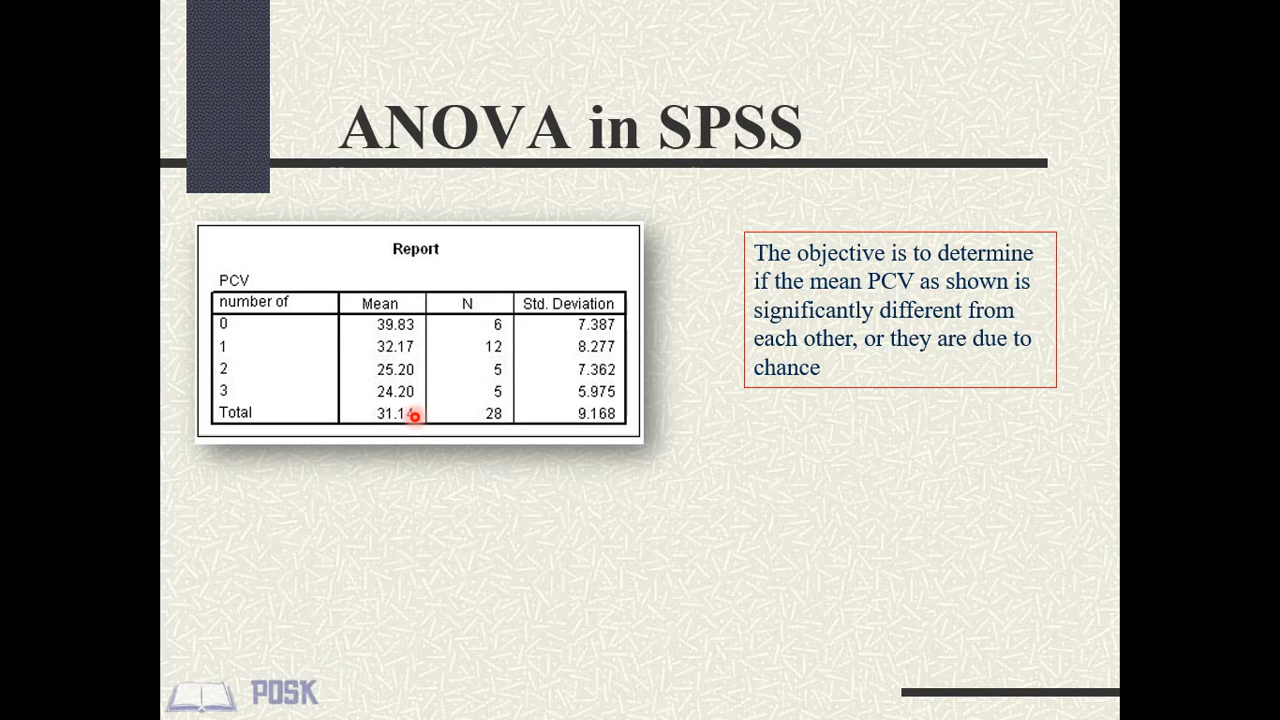 ANOVA in SPSS
Report
PCV
number of Mean N Std. Deviation
0 39.83 6 7.387
1 32.17 12 8.277
2 25.20 5 7.362
3 24.20 5 5.975
Total 31.14 28 9.168
The objective is to determine
if the mean PCV as shown is
significantly different from
each other, or they are due to
chance
PDSK